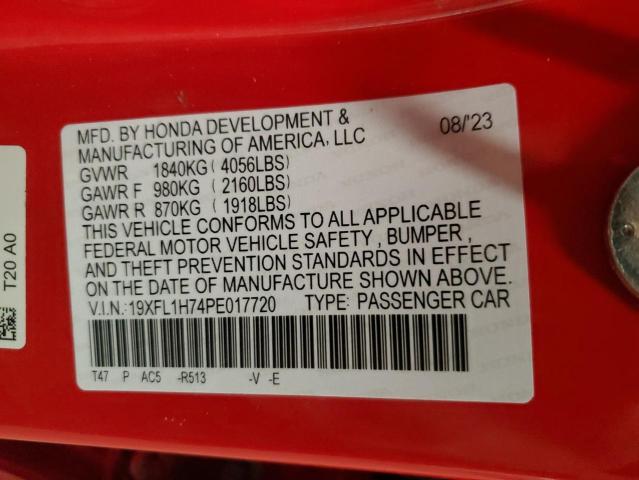 MFD. BY HONDA DEVELOPMENT & 08/'23
MANUFACTURING OF AMERICA, LLC
GVWR 1840KG ( 4056LBS)
GAWR F 980KG ( 2160LBS)
GAWR R 870KG ( 1918LBS)
THIS VEHICLE CONFORMS TO ALL APPLICABLE
FEDERAL MOTOR VEHICLE SAFETY , BUMPER ,
AND THEFT PREVENTION STANDARDS IN EFFECT
ON THE DATE OF MANUFACTURE SHOWN ABOVE.
V.I.N.:19XFL1H74PE017720 TYPE: PASSENGER CAR
T47 P AC5 -R513 -V -E
T20 A0